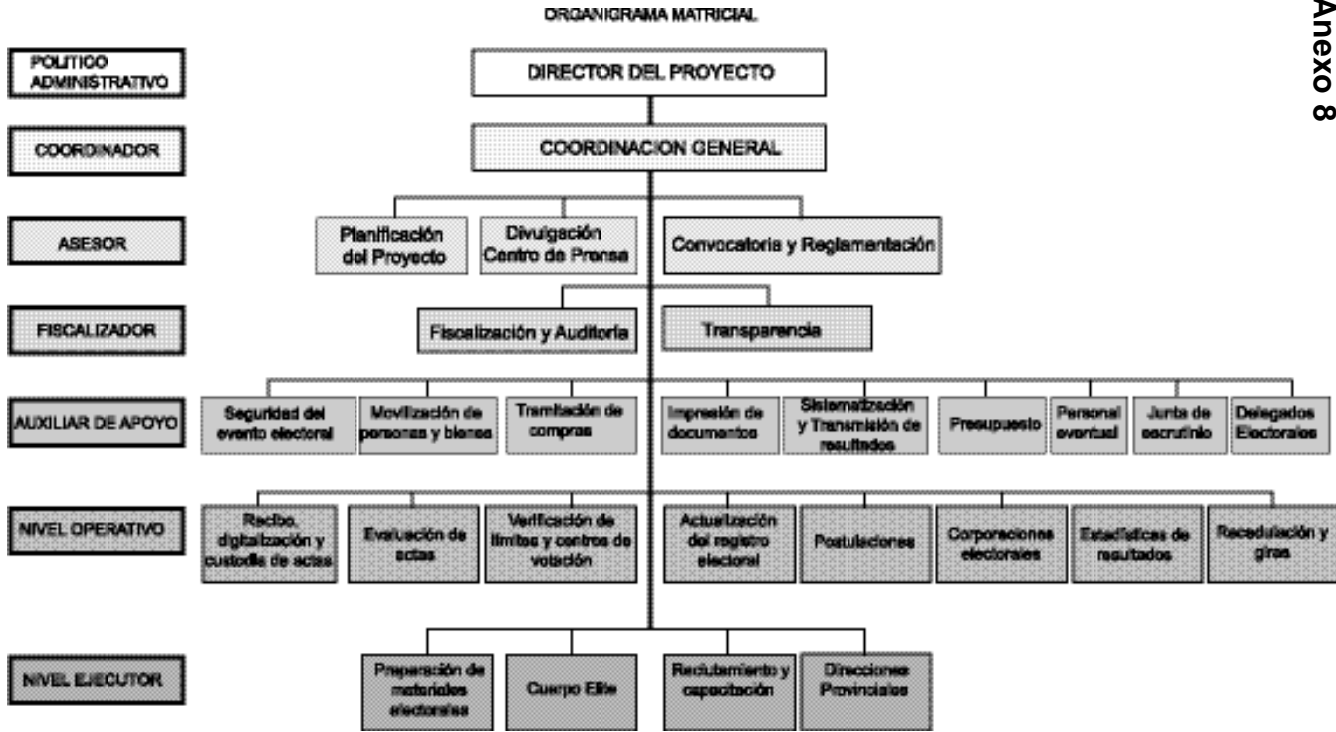 ORGANIGRAMA MATRICIAL
Anexo 8
POLITICO
ADMINISTRATIVO
DIRECTOR DEL PROYECTO
COORDINADOR
COORDINACION GENERAL
ASESOR
Planificación
del Proyecto
Divulgación
Centro de Prensa
Convocatoria y Reglamentación
FISCALIZADOR
Fiscalización y Auditoría
Transparencia
AUXILIAR DE APOYO
Seguridad del
evento electoral
Movilización de
personas y bienes
Tramitación de
compras
Impresión de
documentos
Sistematización
y Transmisión de
resultados
Presupuesto
Personal
eventual
Junta de
escrutinio
Delegados
Electorales
NIVEL OPERATIVO
Recibo,
digitalización y
custodia de actas
Evaluación de
actas
Verificación de
límites y centros de
votación
Actualización
del registro
electoral
Postulaciones
Corporaciones
electorales
Estadísticas de
resultados
Recedulación y
giras
NIVEL EJECUTOR
Preparación de
materiales
electorales
Cuerpo Elite
Reclutamiento y
capacitación
Direcciones
Provinciales